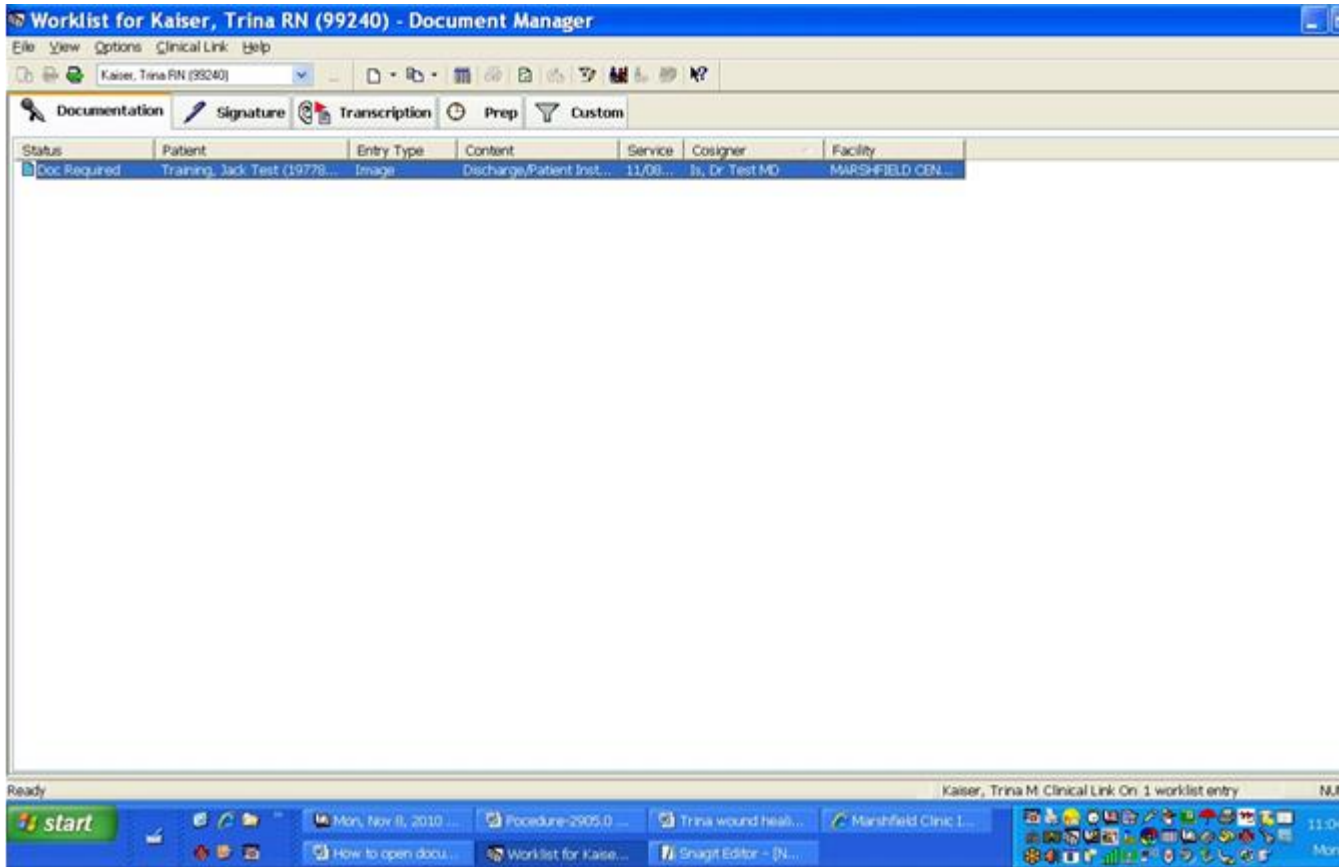 Worklist for Kaiser, Trina RN (99240) - Document Manager
File View Options Clinical Link Help
Kaiser, Trina RN (99240)
Documentation Signature Transcription Prep Custom
Status Patient Entry Type Content Service Cosigner Facility
Doc Required Training, Jack Test (19778... Image Discharge/Patient Inst... 11/08... Is, Dr Test MD MARSHFIELD CEN...
Ready Kaiser, Trina M Clinical Link On 1 worklist entry
start Mon, Nov 8, 2010 ... Pocedure-2905.0 ... Trina wound heali... Marshfield Clinic I... 11:0
How to open docu... Worklist for Kaise... Snagit Editor - [N... Mon